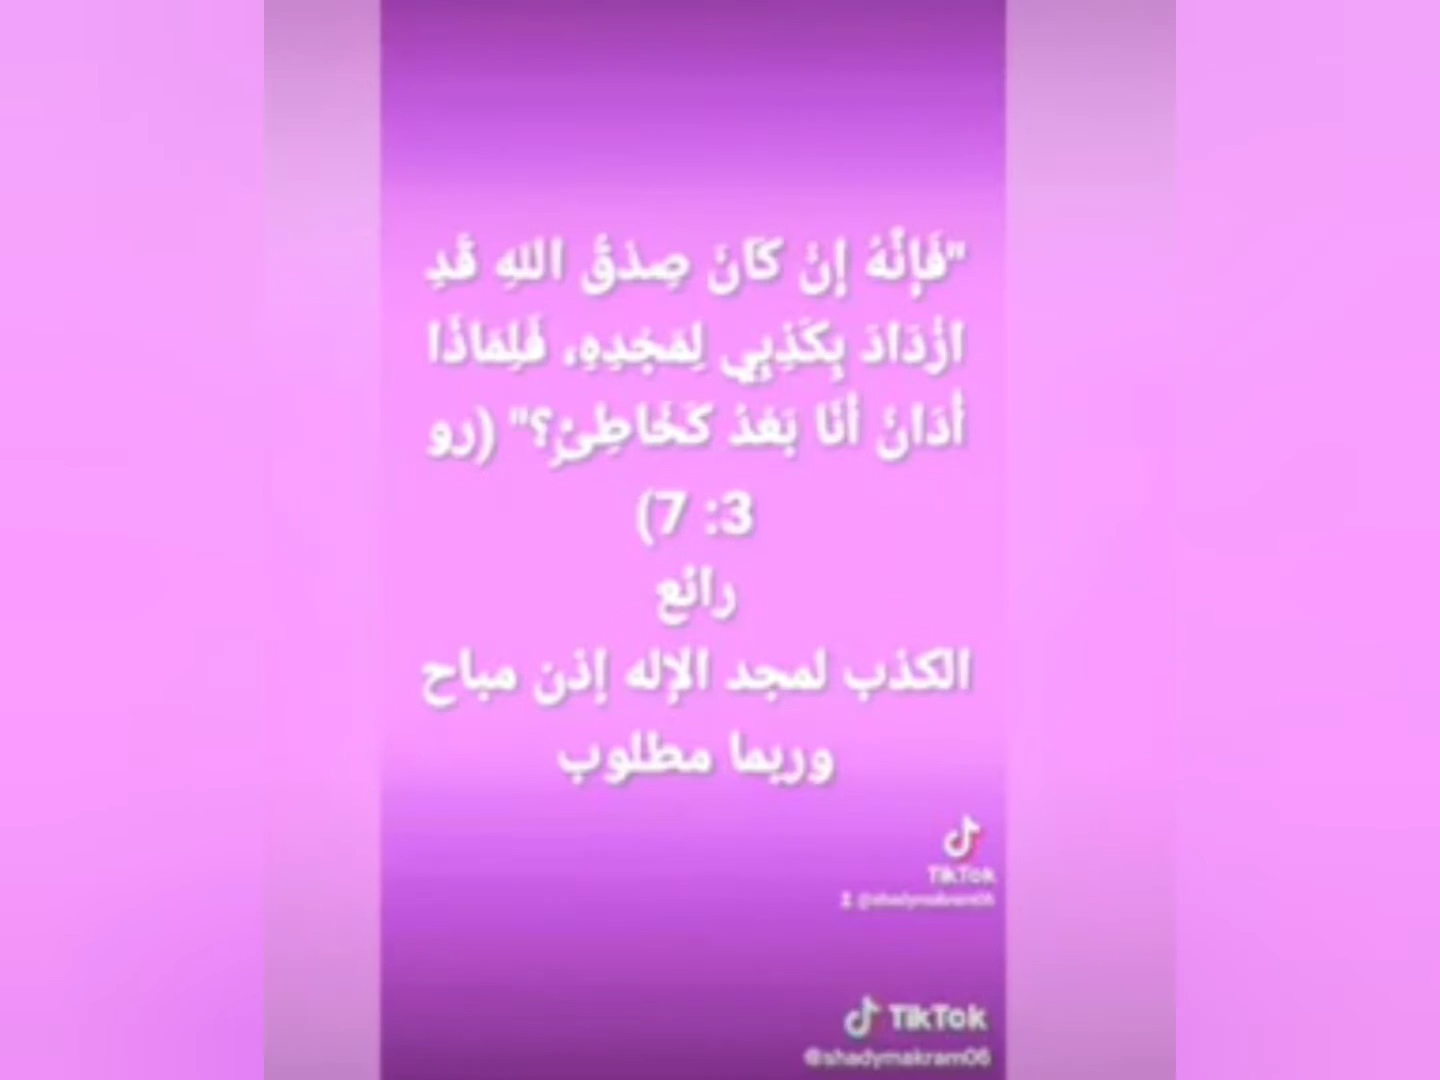 "فَإِنَّهُ إِنْ كَانَ صِدْقُ اللهِ قَدِ
ازْدَادَ بِكَذِبِي لِمَجْدِهِ، فَلِمَاذَا
أُدَانُ أَنَا بَعْدُ كَخَاطِئٍ؟" (رو
3: 7)
رائع
الكذب لمجد الإله إذن مباح
وربما مطلوب
TikTok
@shadymakram06
TikTok
@shadymakram06